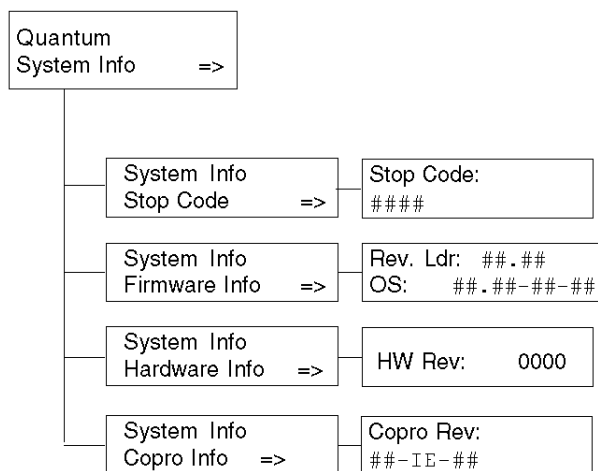 Quantum
System Info =>
System Info
Stop Code =>
Stop Code:
####
System Info
Firmware Info =>
Rev. Ldr: ##.##
OS: ##.##-##-##
System Info
Hardware Info =>
HW Rev: 0000
System Info
Copro Info =>
Copro Rev:
##-IE-##